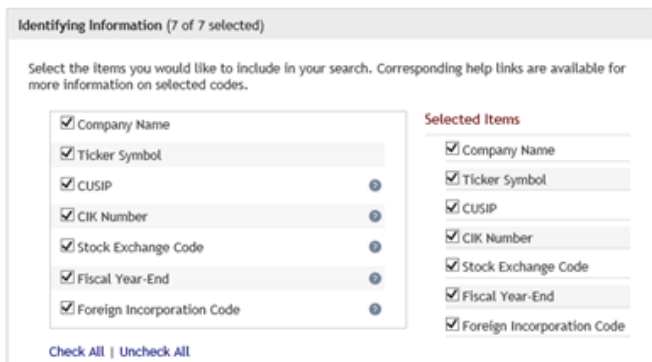 Identifying Information (7 of 7 selected)
Select the items you would like to include in your search. Corresponding help links are available for
more information on selected codes.
Company Name
Ticker Symbol
CUSIP
CIK Number
Stock Exchange Code
Fiscal Year-End
Foreign Incorporation Code
Check All | Uncheck All
Selected Items
Company Name
Ticker Symbol
CUSIP
CIK Number
Stock Exchange Code
Fiscal Year-End
Foreign Incorporation Code